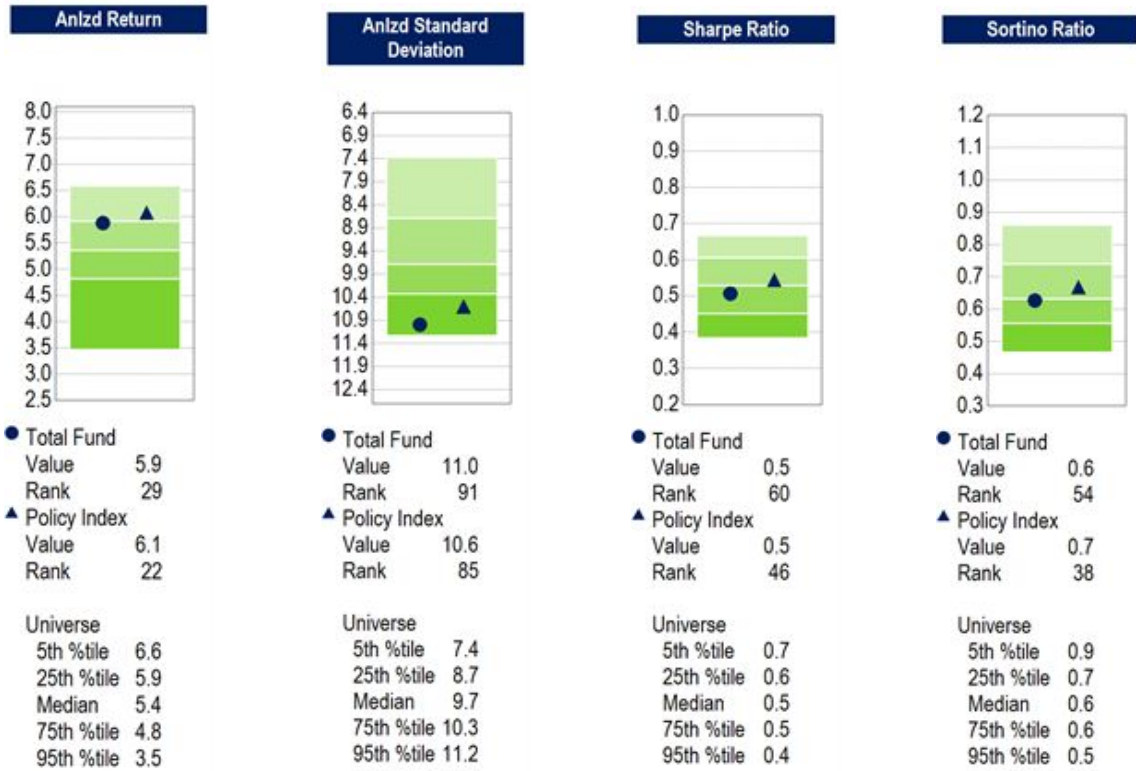 Anlzd Return
8.0
7.5
7.0
6.5
6.0
5.5
5.0
4.5
4.0
3.5
3.0
2.5
Total Fund
Value 5.9
Rank 29
Policy Index
Value 6.1
Rank 22
Universe
5th %tile 6.6
25th %tile 5.9
Median 5.4
75th %tile 4.8
95th %tile 3.5
Anlzd Standard
Deviation
6.4
6.9
7.4
7.9
8.4
8.9
9.4
9.9
10.4
10.9
11.4
11.9
12.4
Total Fund
Value 11.0
Rank 91
Policy Index
Value 10.6
Rank 85
Universe
5th %tile 7.4
25th %tile 8.7
Median 9.7
75th %tile 10.3
95th %tile 11.2
Sharpe Ratio
1.0
0.9
0.8
0.7
0.6
0.5
0.4
0.3
0.2
Total Fund
Value 0.5
Rank 60
Policy Index
Value 0.5
Rank 46
Universe
5th %tile 0.7
25th %tile 0.6
Median 0.5
75th %tile 0.5
95th %tile 0.4
Sortino Ratio
1.2
1.1
1.0
0.9
0.8
0.7
0.6
0.5
0.4
0.3
Total Fund
Value 0.6
Rank 54
Policy Index
Value 0.7
Rank 38
Universe
5th %tile 0.9
25th %tile 0.7
Median 0.6
75th %tile 0.6
95th %tile 0.5